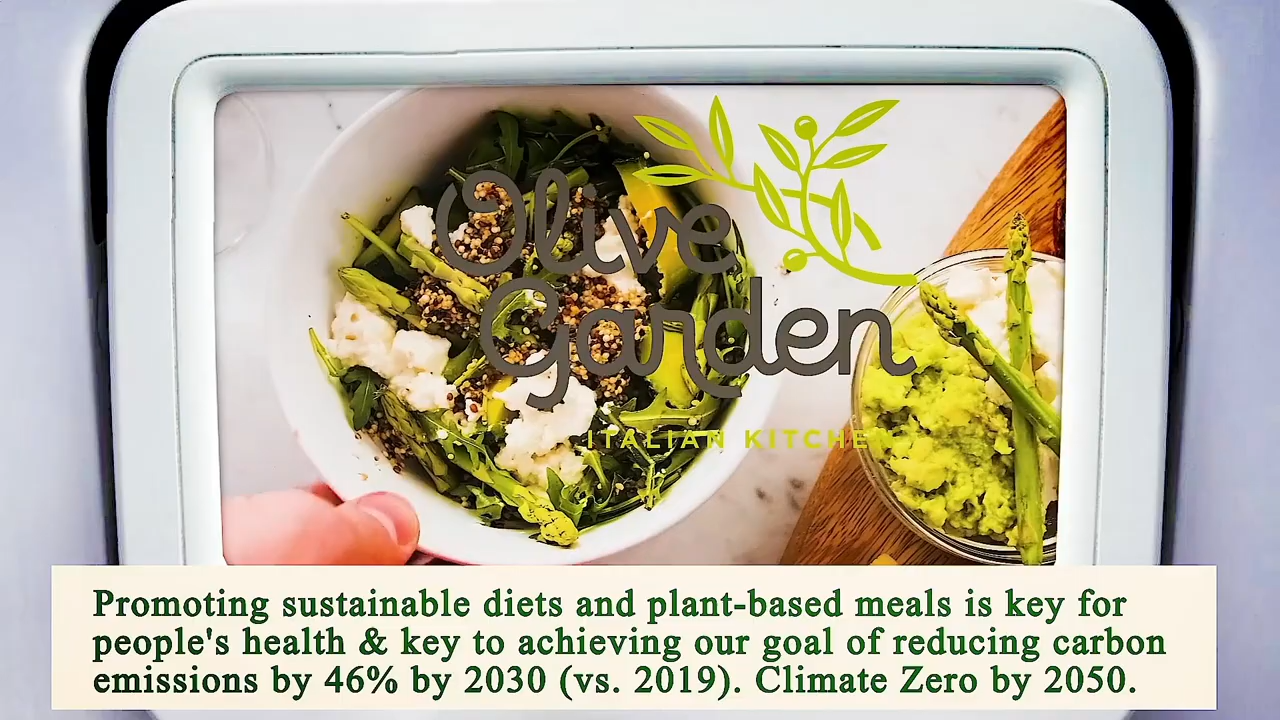 Olive
Garden
ITALIAN KITCHEN
Promoting sustainable diets and plant-based meals is key for
people's health & key to achieving our goal of reducing carbon
emissions by 46% by 2030 (vs. 2019). Climate Zero by 2050.